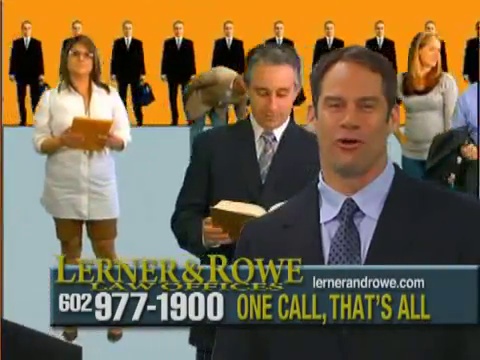 LERNER & ROWE
LAW OFFICES
lernerandrowe.com
602 977-1900 ONE CALL, THAT'S ALL